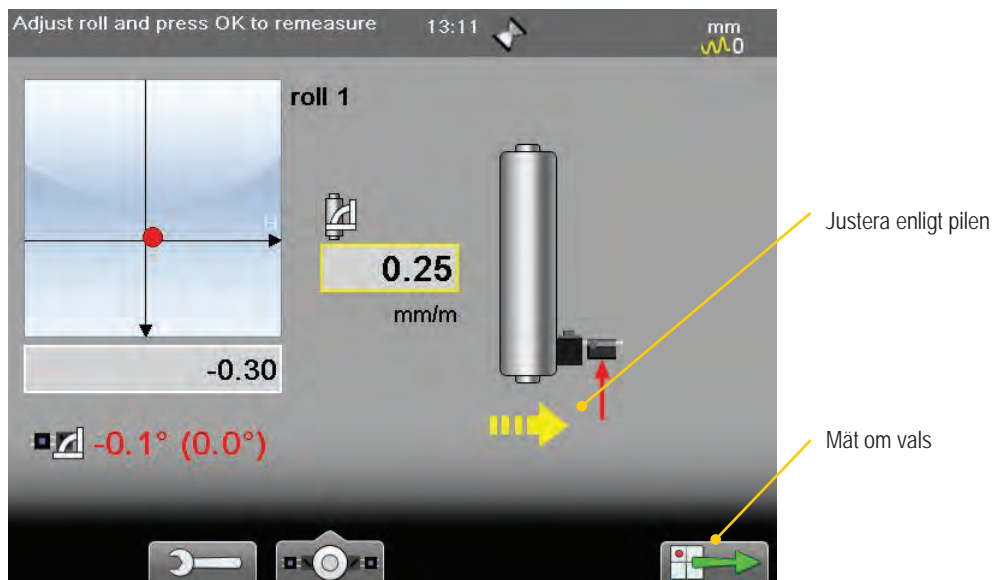 Adjust roll and press OK to remeasure 13:11 mm
0
roll 1
H
0.25
mm/m
-0.30
-0.1° (0.0°)
Justera enligt pilen
Mät om vals